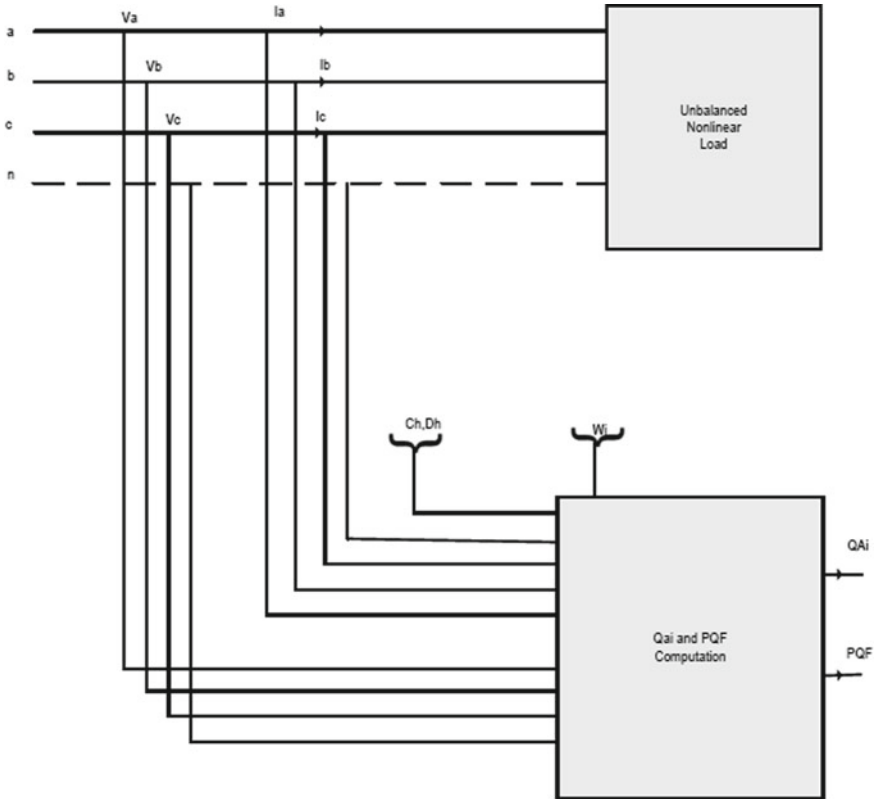 Va
Ia
a
b
Vb
Ib
c
Vc
Ic
n
Unbalanced
Nonlinear
Load
Ch,Dh
Wi
QAi
Qai and PQF
Computation
PQF